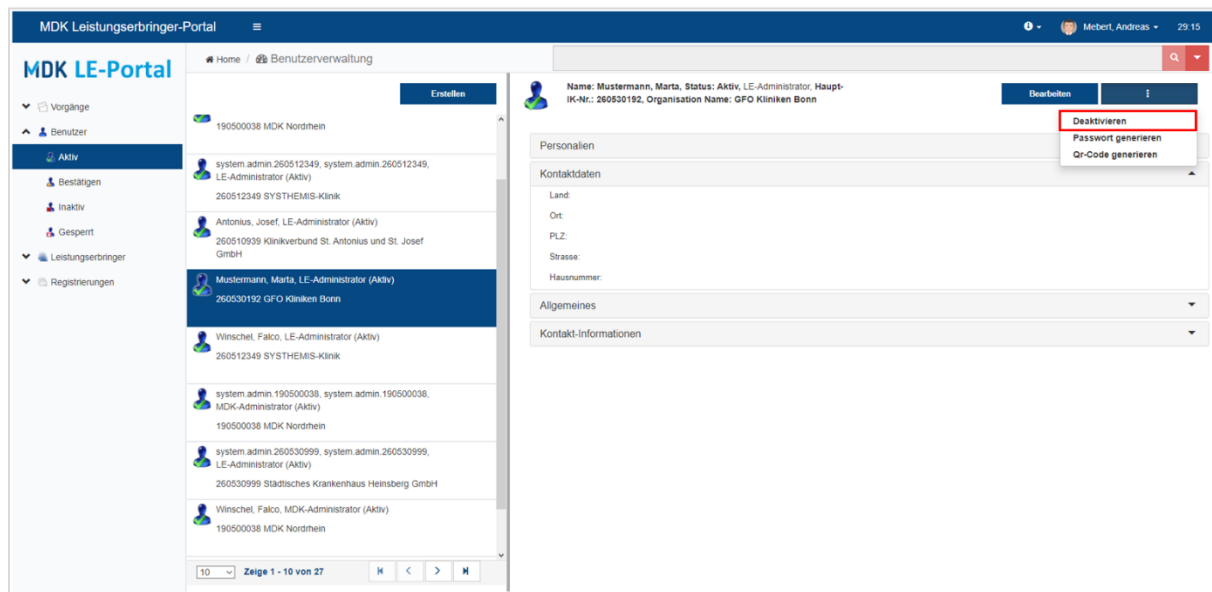 MDK Leistungserbringer-Portal
Mebert, Andreas
29:15
MDK LE-Portal
Vorgänge
Benutzer
Aktiv
Bestätigen
Inaktiv
Gesperrt
Leistungserbringer
Registrierungen
Home / Benutzerverwaltung
Erstellen
190500038 MDK Nordrhein
system.admin.260512349, system.admin.260512349,
LE-Administrator (Aktiv)
260512349 SYSTHEMIS-Klinik
Antonius, Josef, LE-Administrator (Aktiv)
260510939 Klinikverbund St. Antonius und St. Josef
GmbH
Mustermann, Marta, LE-Administrator (Aktiv)
260530192 GFO Kliniken Bonn
Winschel, Falco, LE-Administrator (Aktiv)
260512349 SYSTHEMIS-Klinik
system.admin.190500038, system.admin.190500038,
MDK-Administrator (Aktiv)
190500038 MDK Nordrhein
system.admin.260530999, system.admin.260530999,
LE-Administrator (Aktiv)
260530999 Städtisches Krankenhaus Heinsberg GmbH
Winschel, Falco, MDK-Administrator (Aktiv)
190500038 MDK Nordrhein
10 Zeige 1 - 10 von 27
Name: Mustermann, Marta, Status: Aktiv, LE-Administrator, Haupt-
IK-Nr.: 260530192, Organisation Name: GFO Kliniken Bonn
Bearbeiten
Deaktivieren
Passwort generieren
Qr-Code generieren
Personalien
Kontaktdaten
Land:
Ort:
PLZ:
Strasse:
Hausnummer:
Allgemeines
Kontakt-Informationen